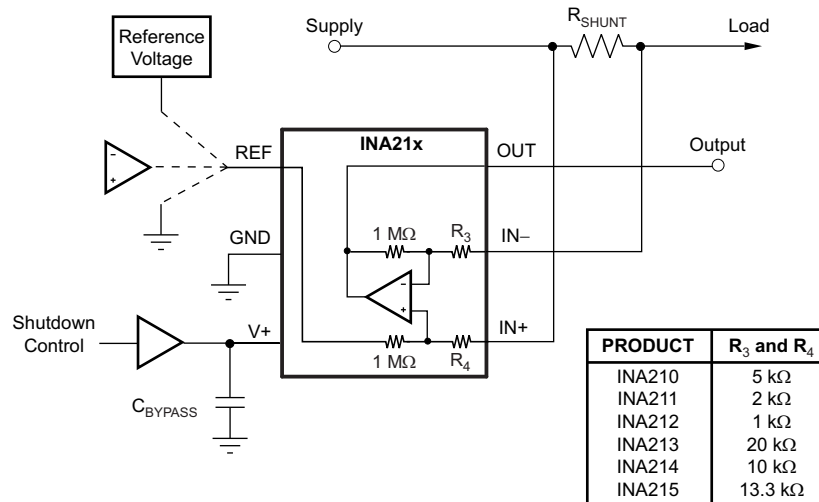 Supply
R_SHUNT
Load
Reference
Voltage
INA21x
REF
OUT
Output
1 MΩ
R₃
IN−
GND
-
+
-
+
Shutdown
Control
V+
1 MΩ
R₄
IN+
C_BYPASS
PRODUCT R₃ and R₄
INA210 5 kΩ
INA211 2 kΩ
INA212 1 kΩ
INA213 20 kΩ
INA214 10 kΩ
INA215 13.3 kΩ